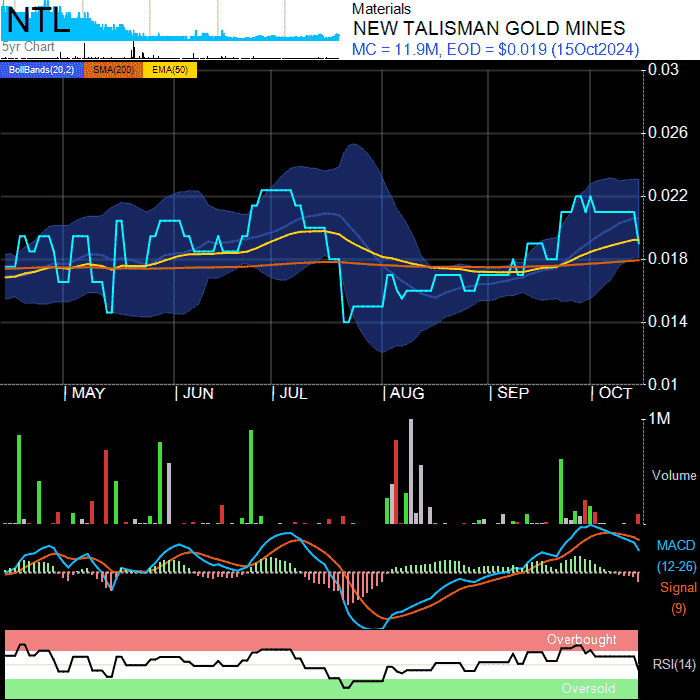 NTL
5yr Chart
Materials
NEW TALISMAN GOLD MINES
MC = 11.9M, EOD = $0.019 (15Oct2024)
BollBands(20,2) SMA(200) EMA(50)
0.03
0.026
0.022
0.018
0.014
0.01
MAY JUN JUL AUG SEP OCT
1M
Volume
MACD
(12-26)
Signal
(9)
Overbought
RSI(14)
Oversold